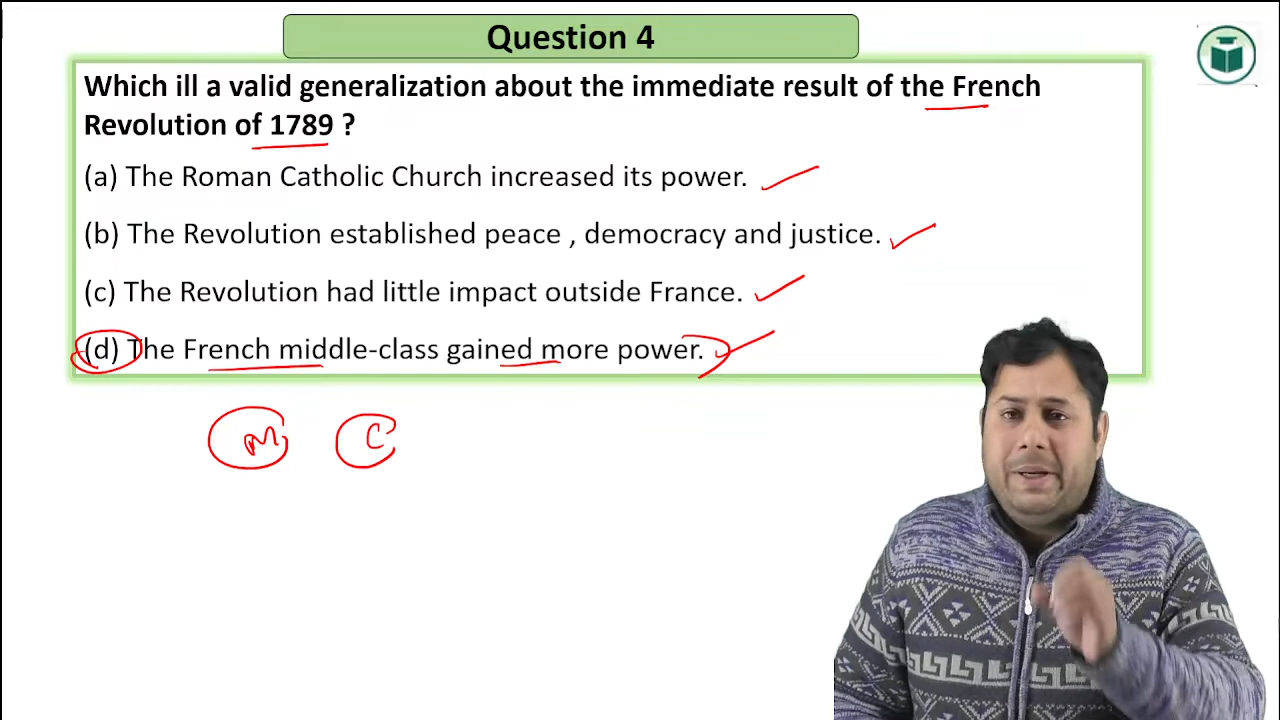 Question 4
Which ill a valid generalization about the immediate result of the French
Revolution of 1789 ?
(a) The Roman Catholic Church increased its power.
(b) The Revolution established peace , democracy and justice.
(c) The Revolution had little impact outside France.
(d) The French middle-class gained more power.
M C